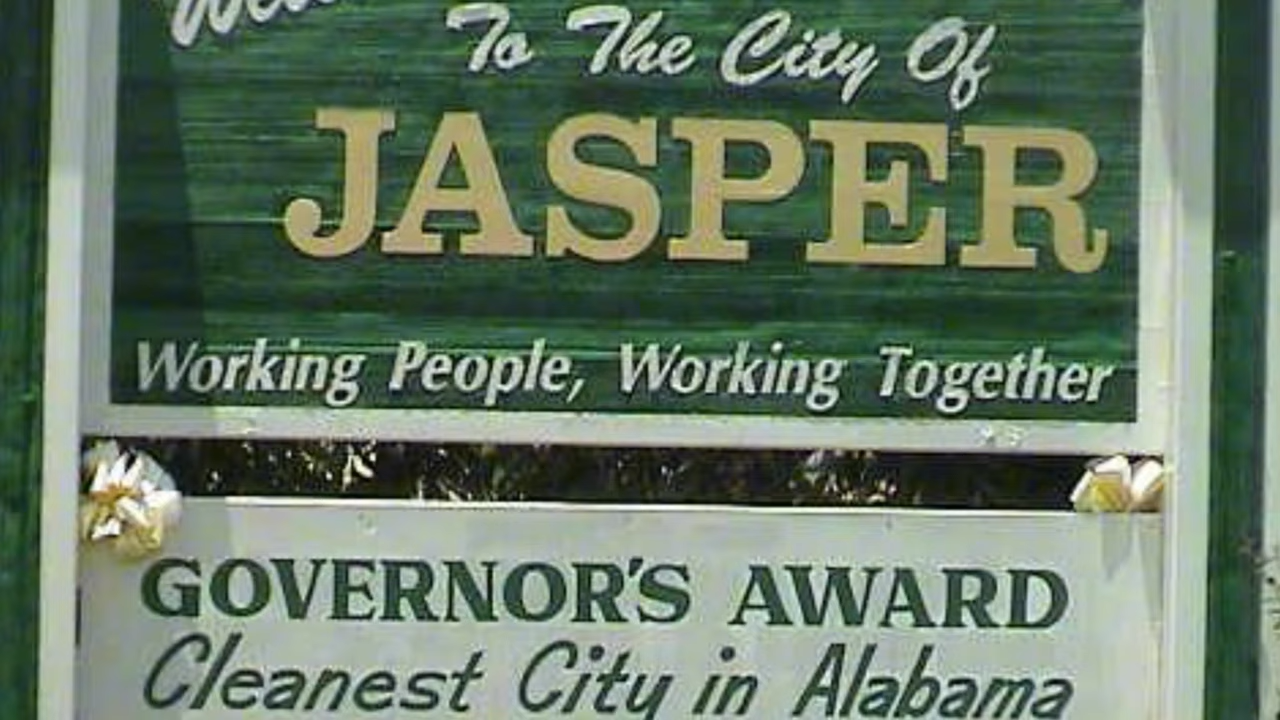 To The City Of
JASPER
Working People, Working Together
GOVERNOR'S AWARD
Cleanest City in Alabama